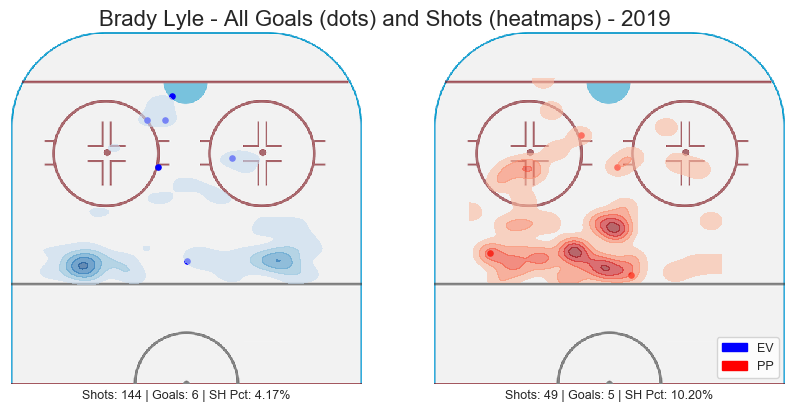 Brady Lyle - All Goals (dots) and Shots (heatmaps) - 2019
EV
PP
Shots: 144 | Goals: 6 | SH Pct: 4.17%
Shots: 49 | Goals: 5 | SH Pct: 10.20%